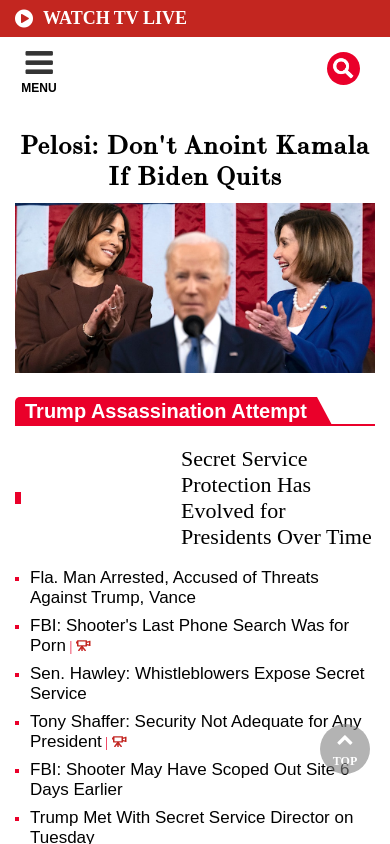 WATCH TV LIVE
MENU
Pelosi: Don't Anoint Kamala
If Biden Quits
Trump Assassination Attempt
Secret Service
Protection Has
Evolved for
Presidents Over Time
Fla. Man Arrested, Accused of Threats
Against Trump, Vance
FBI: Shooter's Last Phone Search Was for
Porn |
Sen. Hawley: Whistleblowers Expose Secret
Service
Tony Shaffer: Security Not Adequate for Any
President |
FBI: Shooter May Have Scoped Out Site 6
Days Earlier
TOP
Trump Met With Secret Service Director on
Tuesday